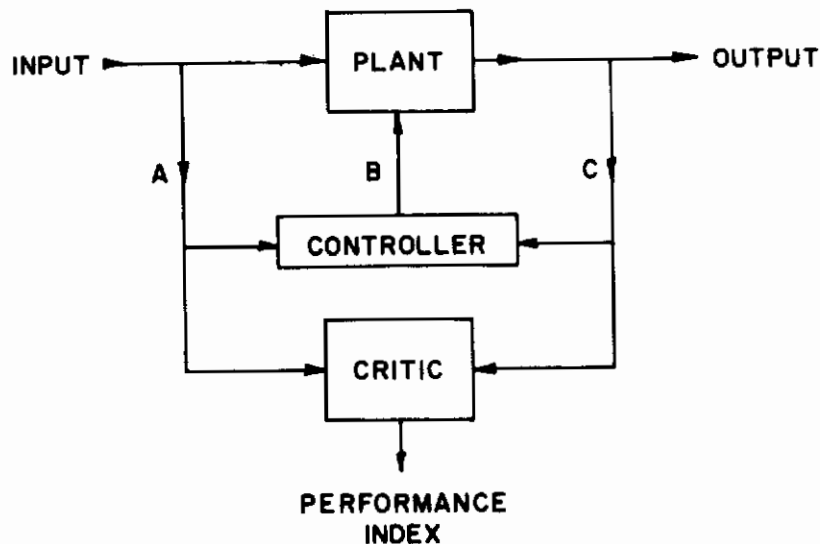 INPUT
PLANT
OUTPUT
A
B
C
CONTROLLER
CRITIC
PERFORMANCE
INDEX